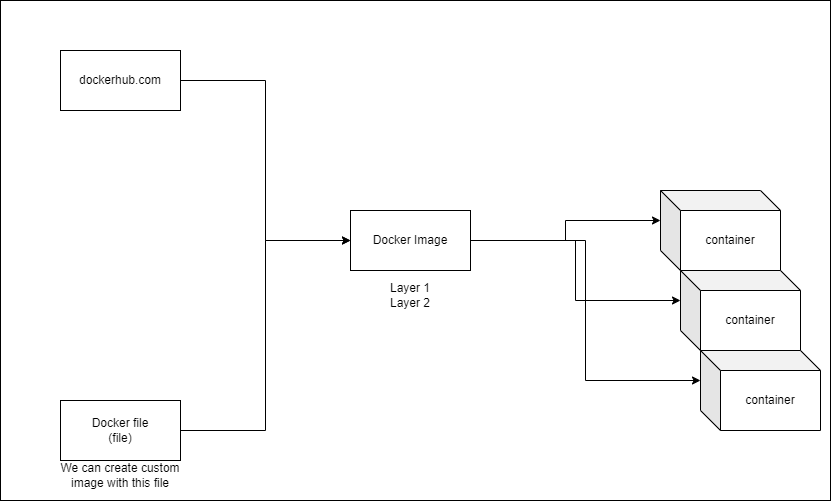 dockerhub.com
Docker Image
Layer 1
Layer 2
container
container
container
Docker file
(file)
We can create custom
image with this file